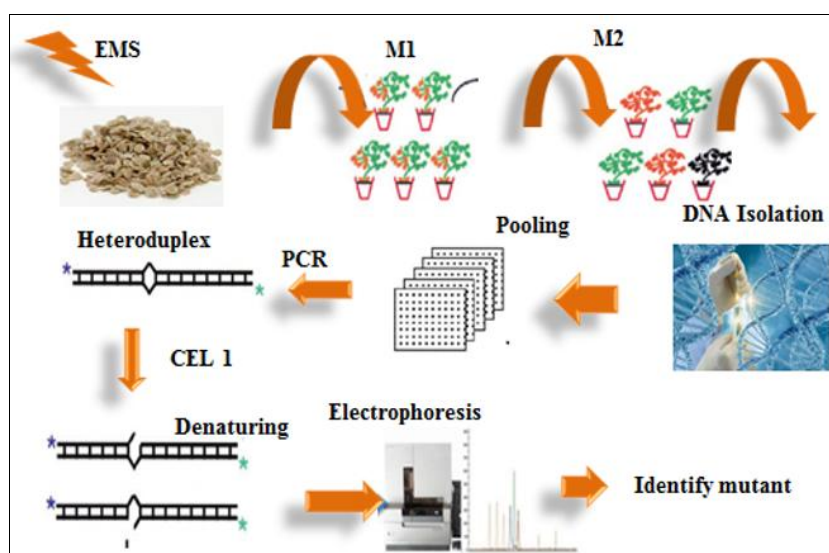 EMS
M1
M2
DNA Isolation
Pooling
PCR
Heteroduplex
CEL 1
Denaturing
Electrophoresis
Identify mutant